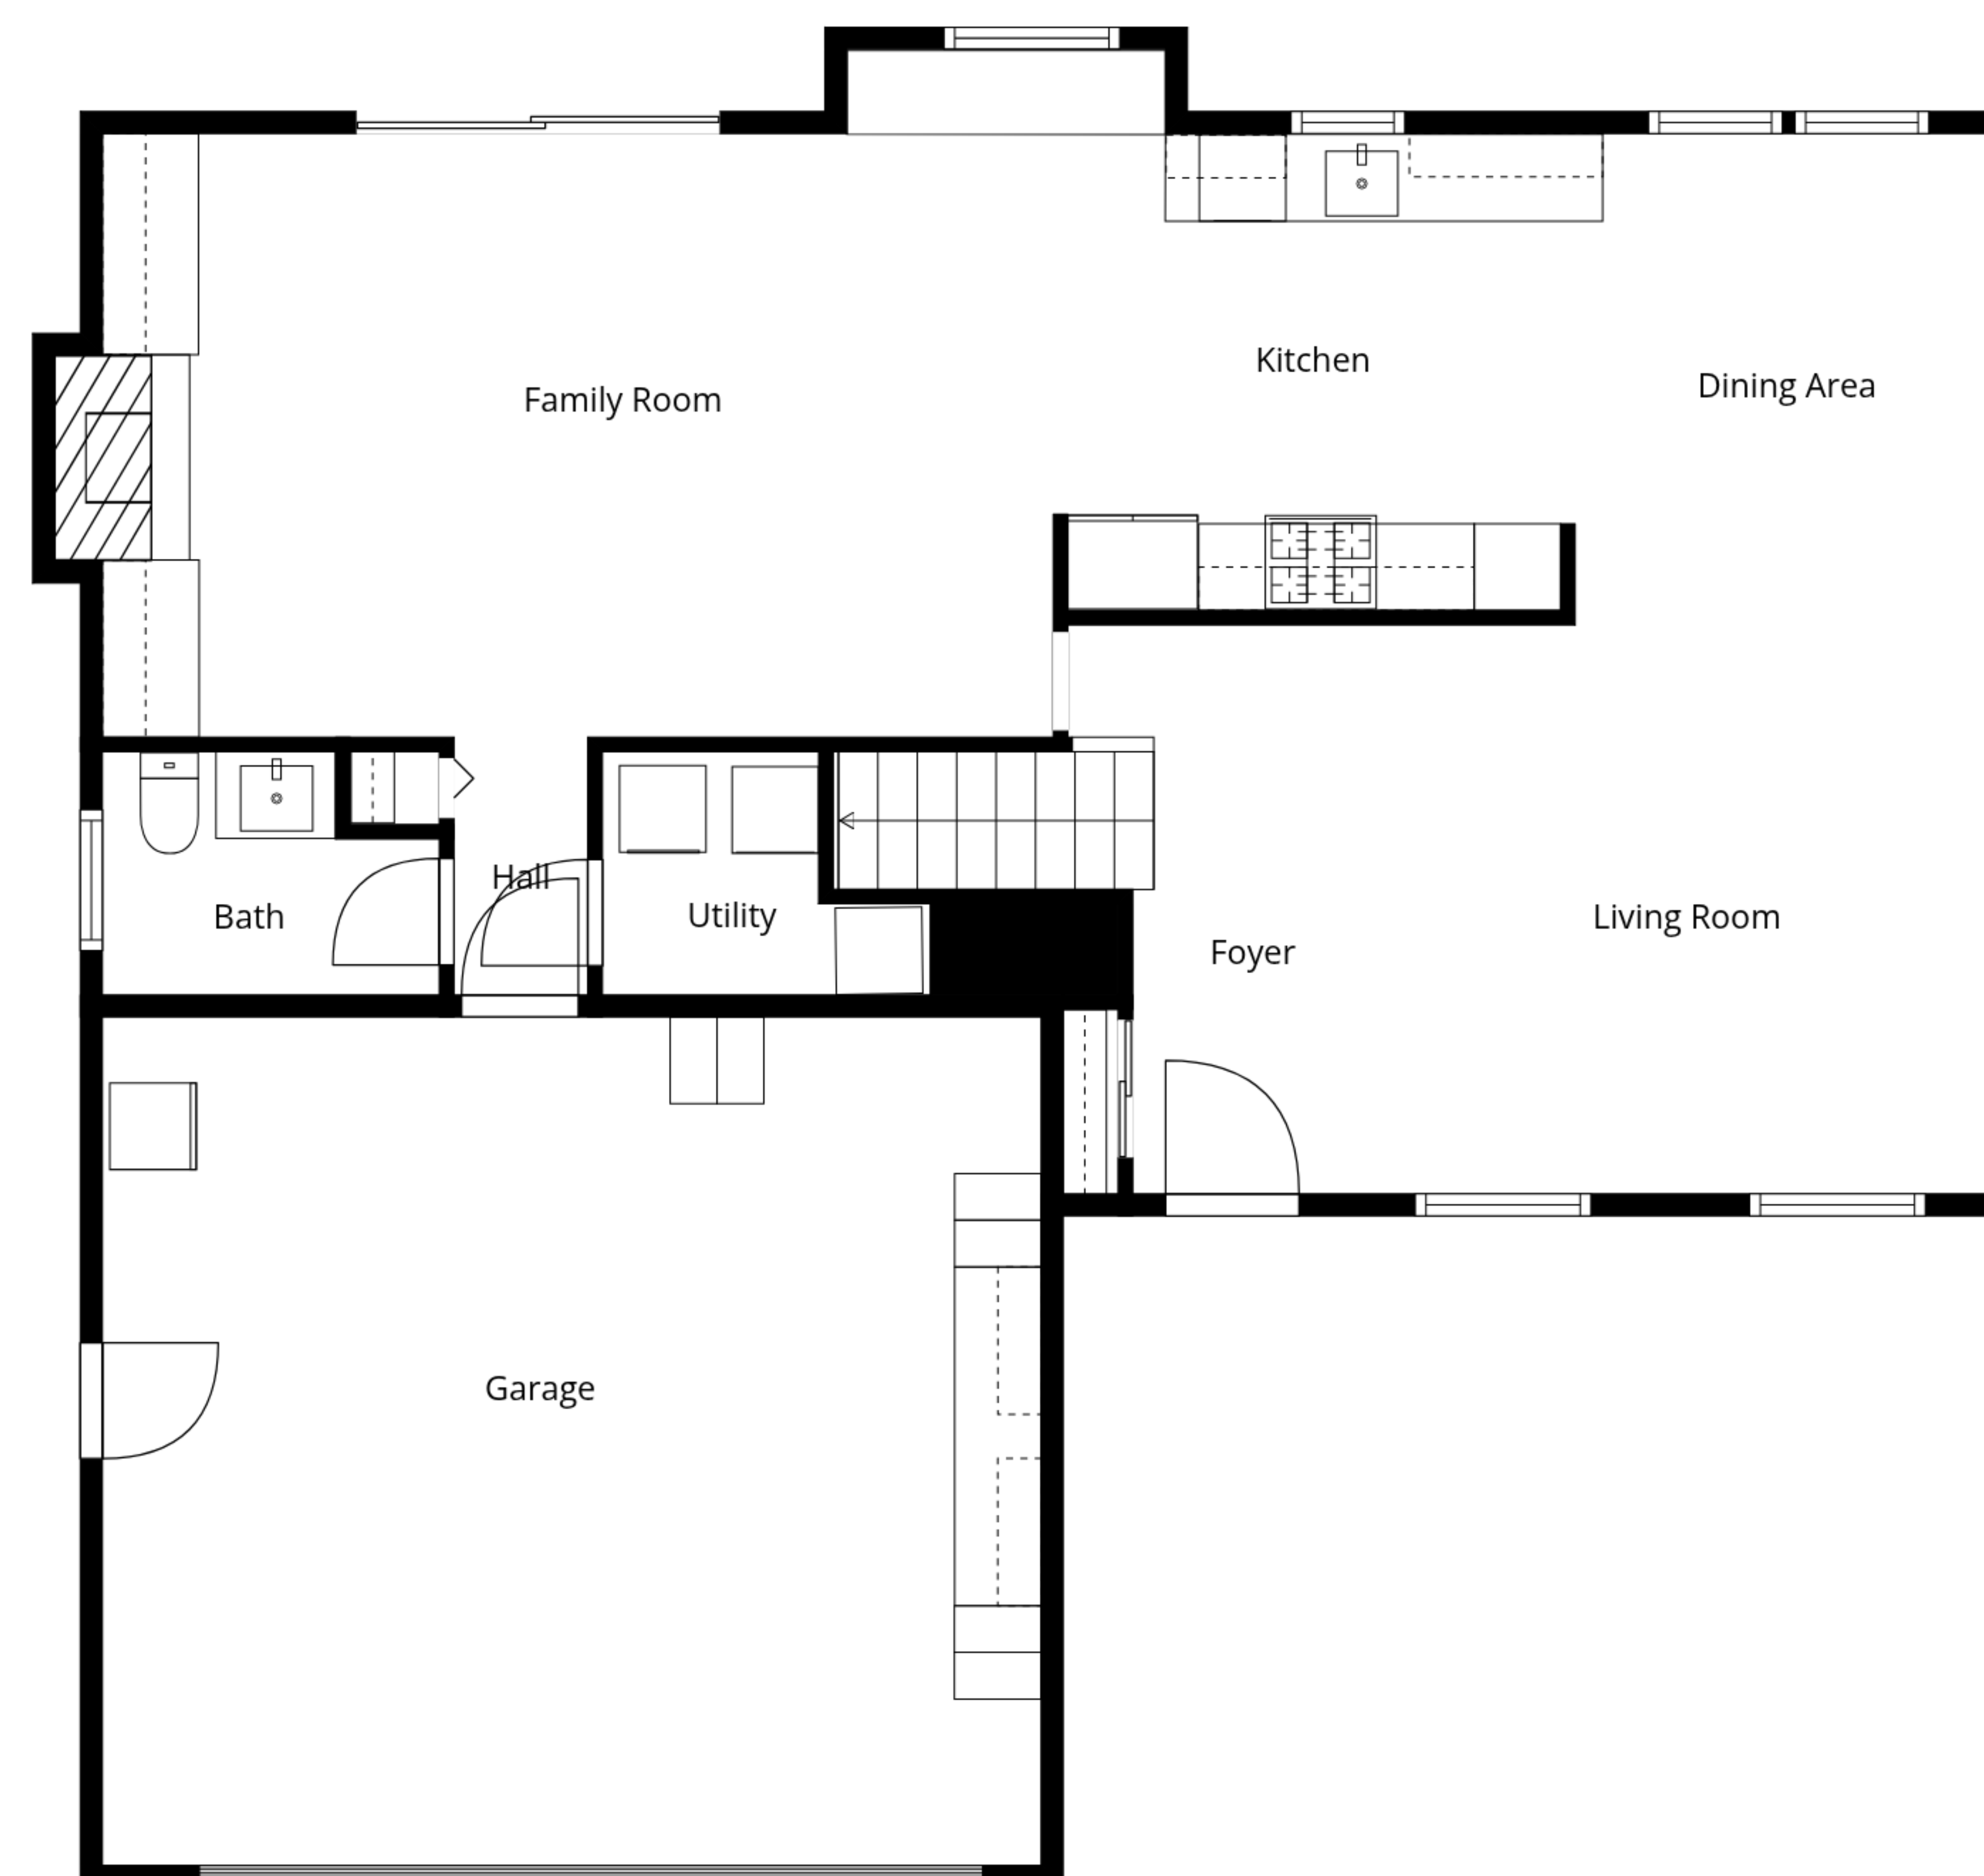 Kitchen
Dining Area
Family Room
Hall
Bath
Utility
Living Room
Foyer
Garage